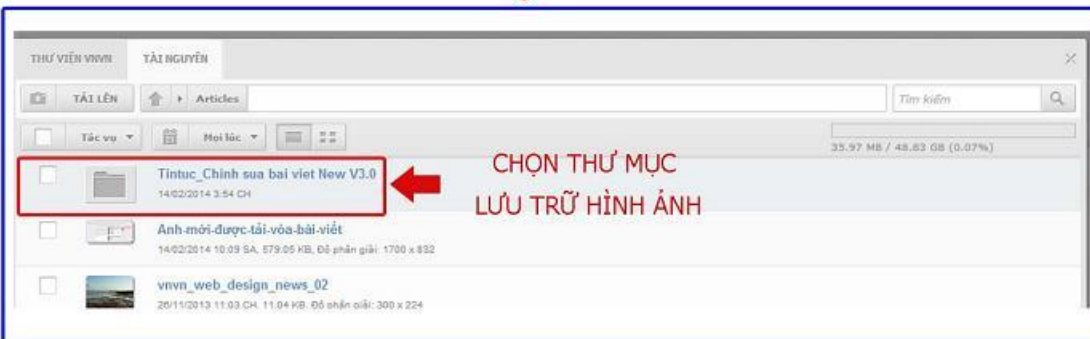 THƯ VIỆN VNVN TÀI NGUYÊN
TẢI LÊN Articles Tìm kiếm
Tác vụ Mọi lúc
35.97 MB / 48.83 GB (0.07%)
Tintuc_Chinh sua bai viet New V3.0
14/02/2014 3:54 CH
CHỌN THƯ MỤC
LƯU TRỮ HÌNH ẢNH
Anh-mới-được-tải-vòa-bài-viết
14/02/2014 10:09 SA, 579.05 KB, Độ phân giải: 1700 x 832
vnvn_web_design_news_02
26/11/2013 11:03 CH, 11.04 KB, Độ phân giải: 300 x 224